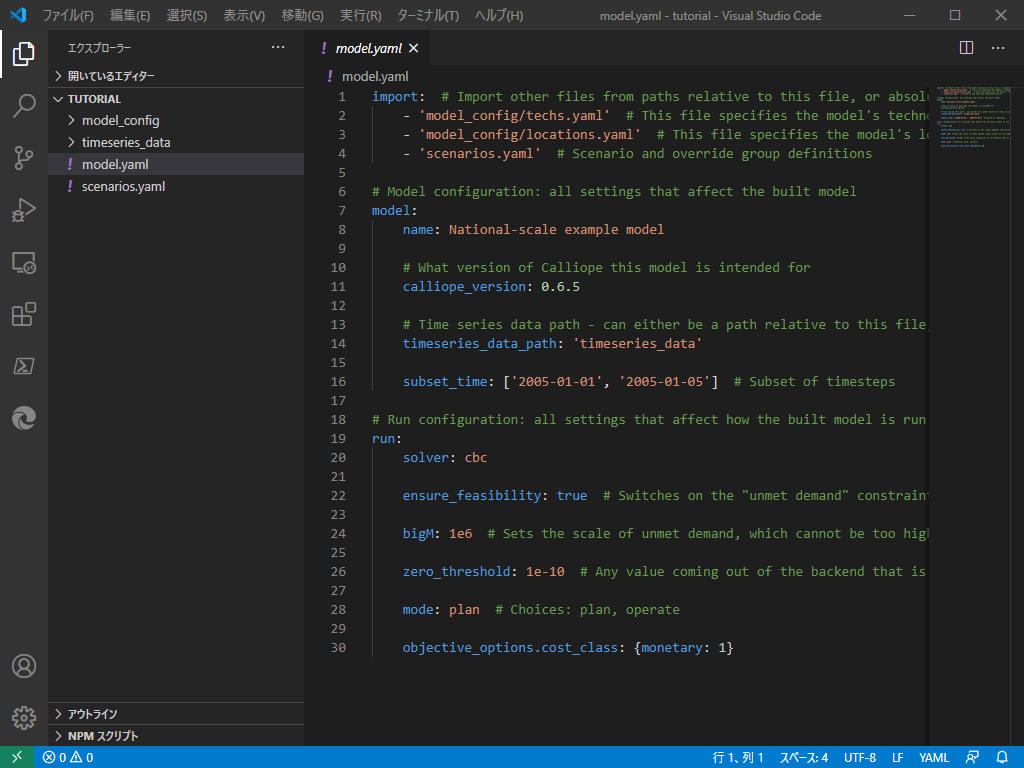 ファイル(F) 編集(E) 選択(S) 表示(V) 移動(G) 実行(R) ターミナル(T) ヘルプ(H) model.yaml - tutorial - Visual Studio Code
エクスプローラー
開いているエディター
TUTORIAL
model_config
timeseries_data
model.yaml
scenarios.yaml
アウトライン
NPM スクリプト
model.yaml
model.yaml
1 import:  # Import other files from paths relative to this file, or absolu
2     - 'model_config/techs.yaml'  # This file specifies the model's techn
3     - 'model_config/locations.yaml'  # This file specifies the model's lo
4     - 'scenarios.yaml'  # Scenario and override group definitions
5
6 # Model configuration: all settings that affect the built model
7 model:
8     name: National-scale example model
9
10     # What version of Calliope this model is intended for
11     calliope_version: 0.6.5
12
13     # Time series data path - can either be a path relative to this file,
14     timeseries_data_path: 'timeseries_data'
15
16     subset_time: ['2005-01-01', '2005-01-05']  # Subset of timesteps
17
18 # Run configuration: all settings that affect how the built model is run
19 run:
20     solver: cbc
21
22     ensure_feasibility: true  # Switches on the "unmet demand" constraint
23
24     bigM: 1e6  # Sets the scale of unmet demand, which cannot be too high
25
26     zero_threshold: 1e-10  # Any value coming out of the backend that is
27
28     mode: plan  # Choices: plan, operate
29
30     objective_options.cost_class: {monetary: 1}
0 0 行 1、列 1 スペース: 4 UTF-8 LF YAML